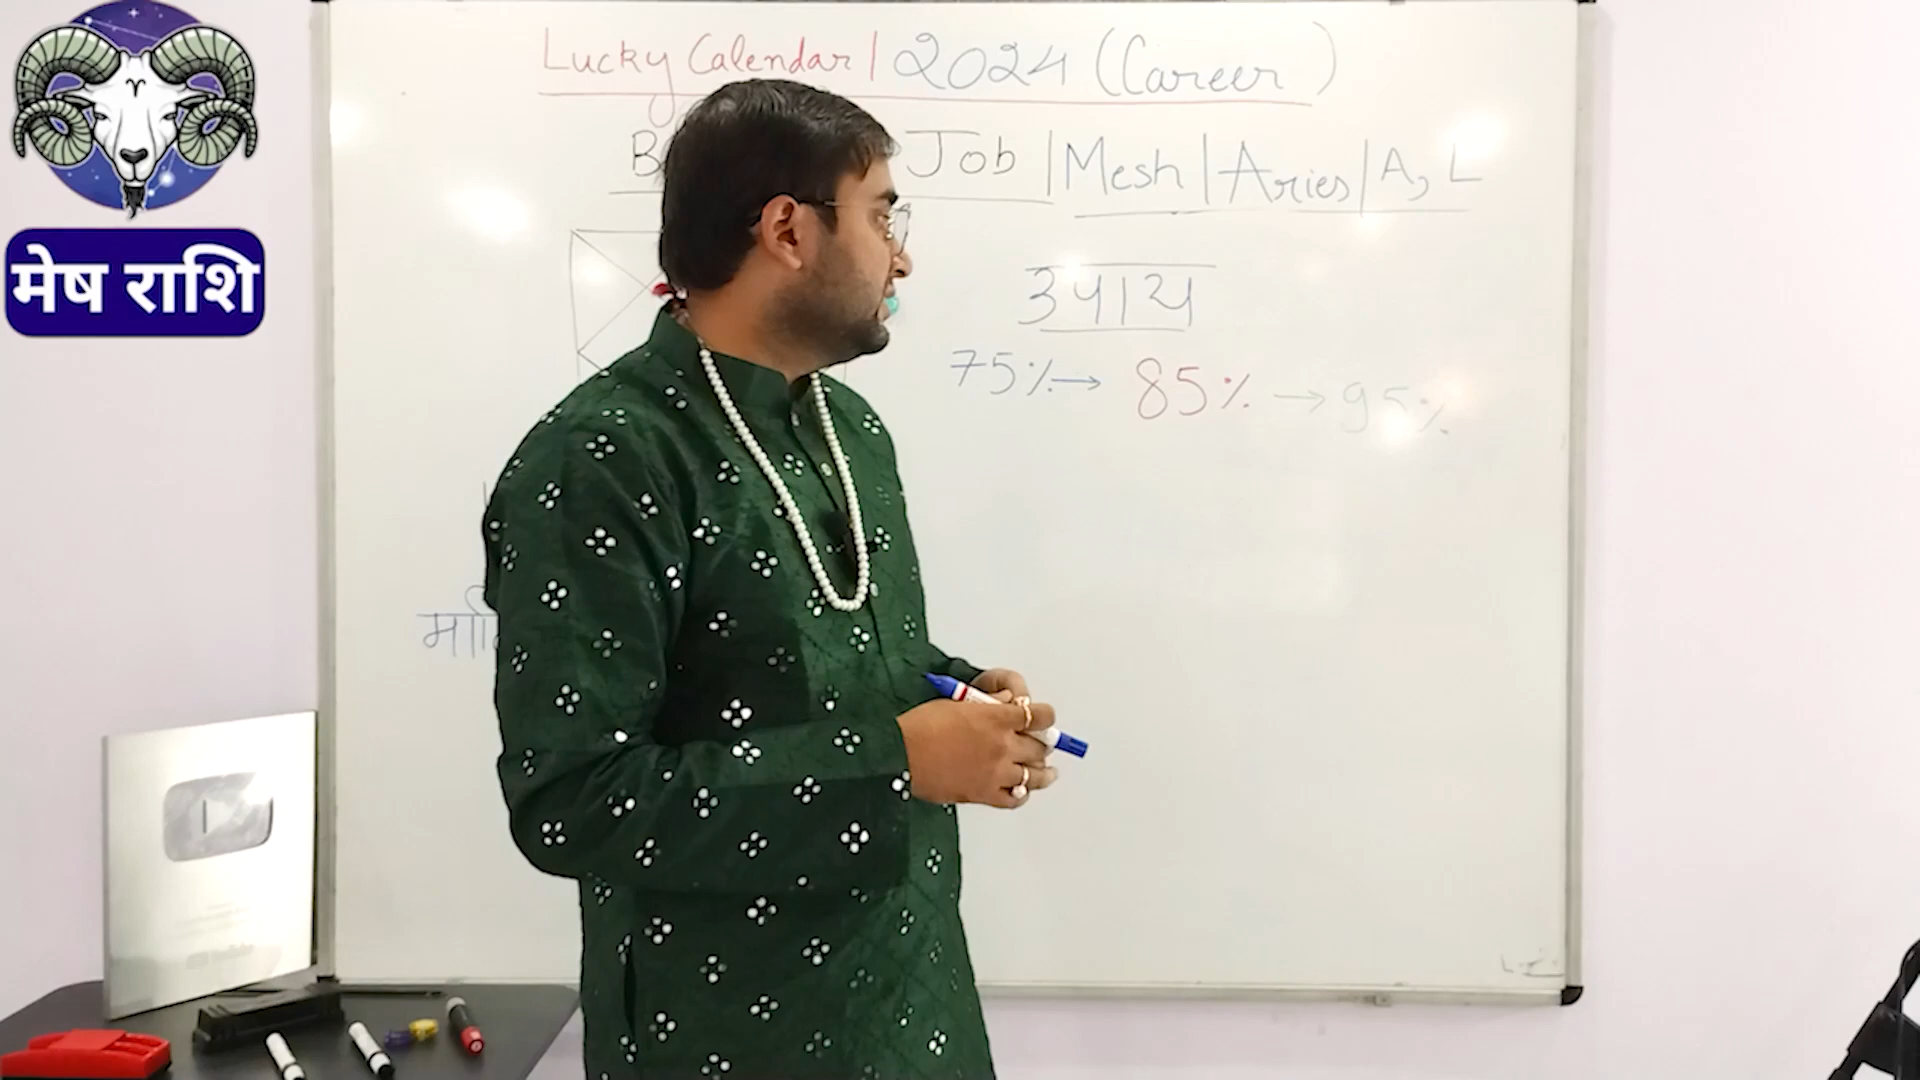 मेष राशि
Lucky Calendar | 2024 (Career)
Job | Mesh | Aries | A, L
उपाय
75% → 85% → 95%